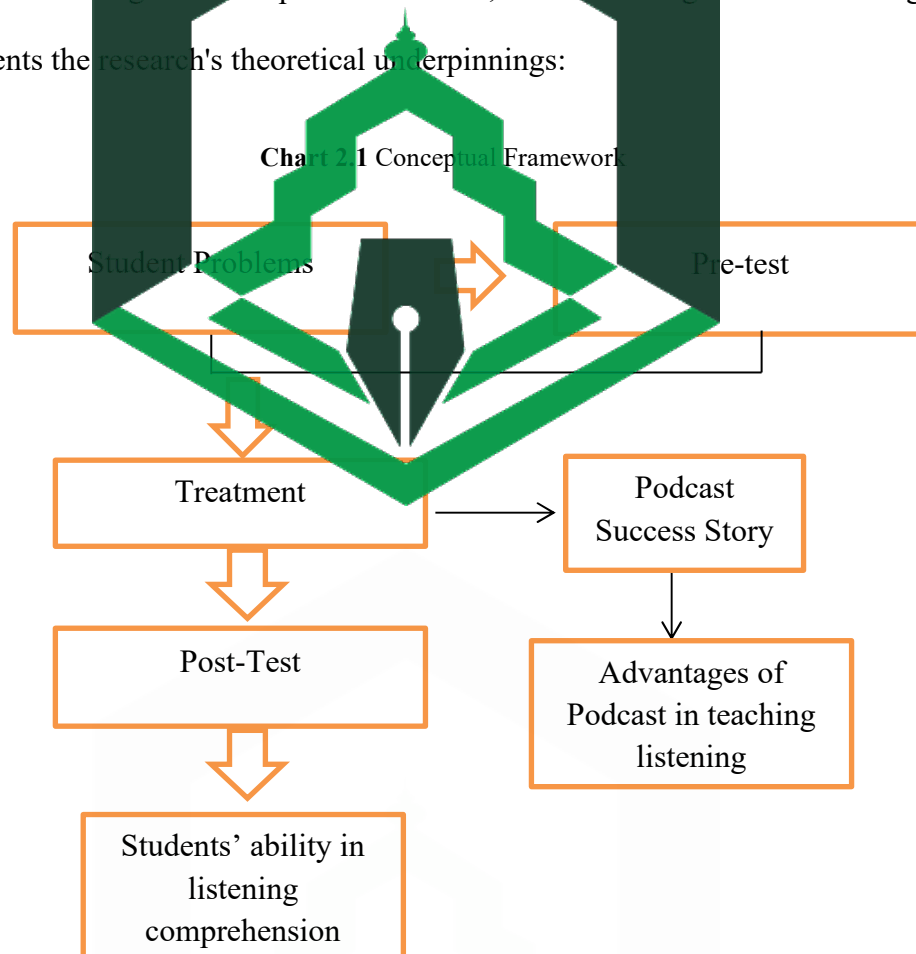 ents the research's theoretical underpinnings:
Chart 2.1 Conceptual Framework
Student Problems
Pre-test
Treatment
Podcast
Success Story
Post-Test
Advantages of
Podcast in teaching
listening
Students’ ability in
listening
comprehension